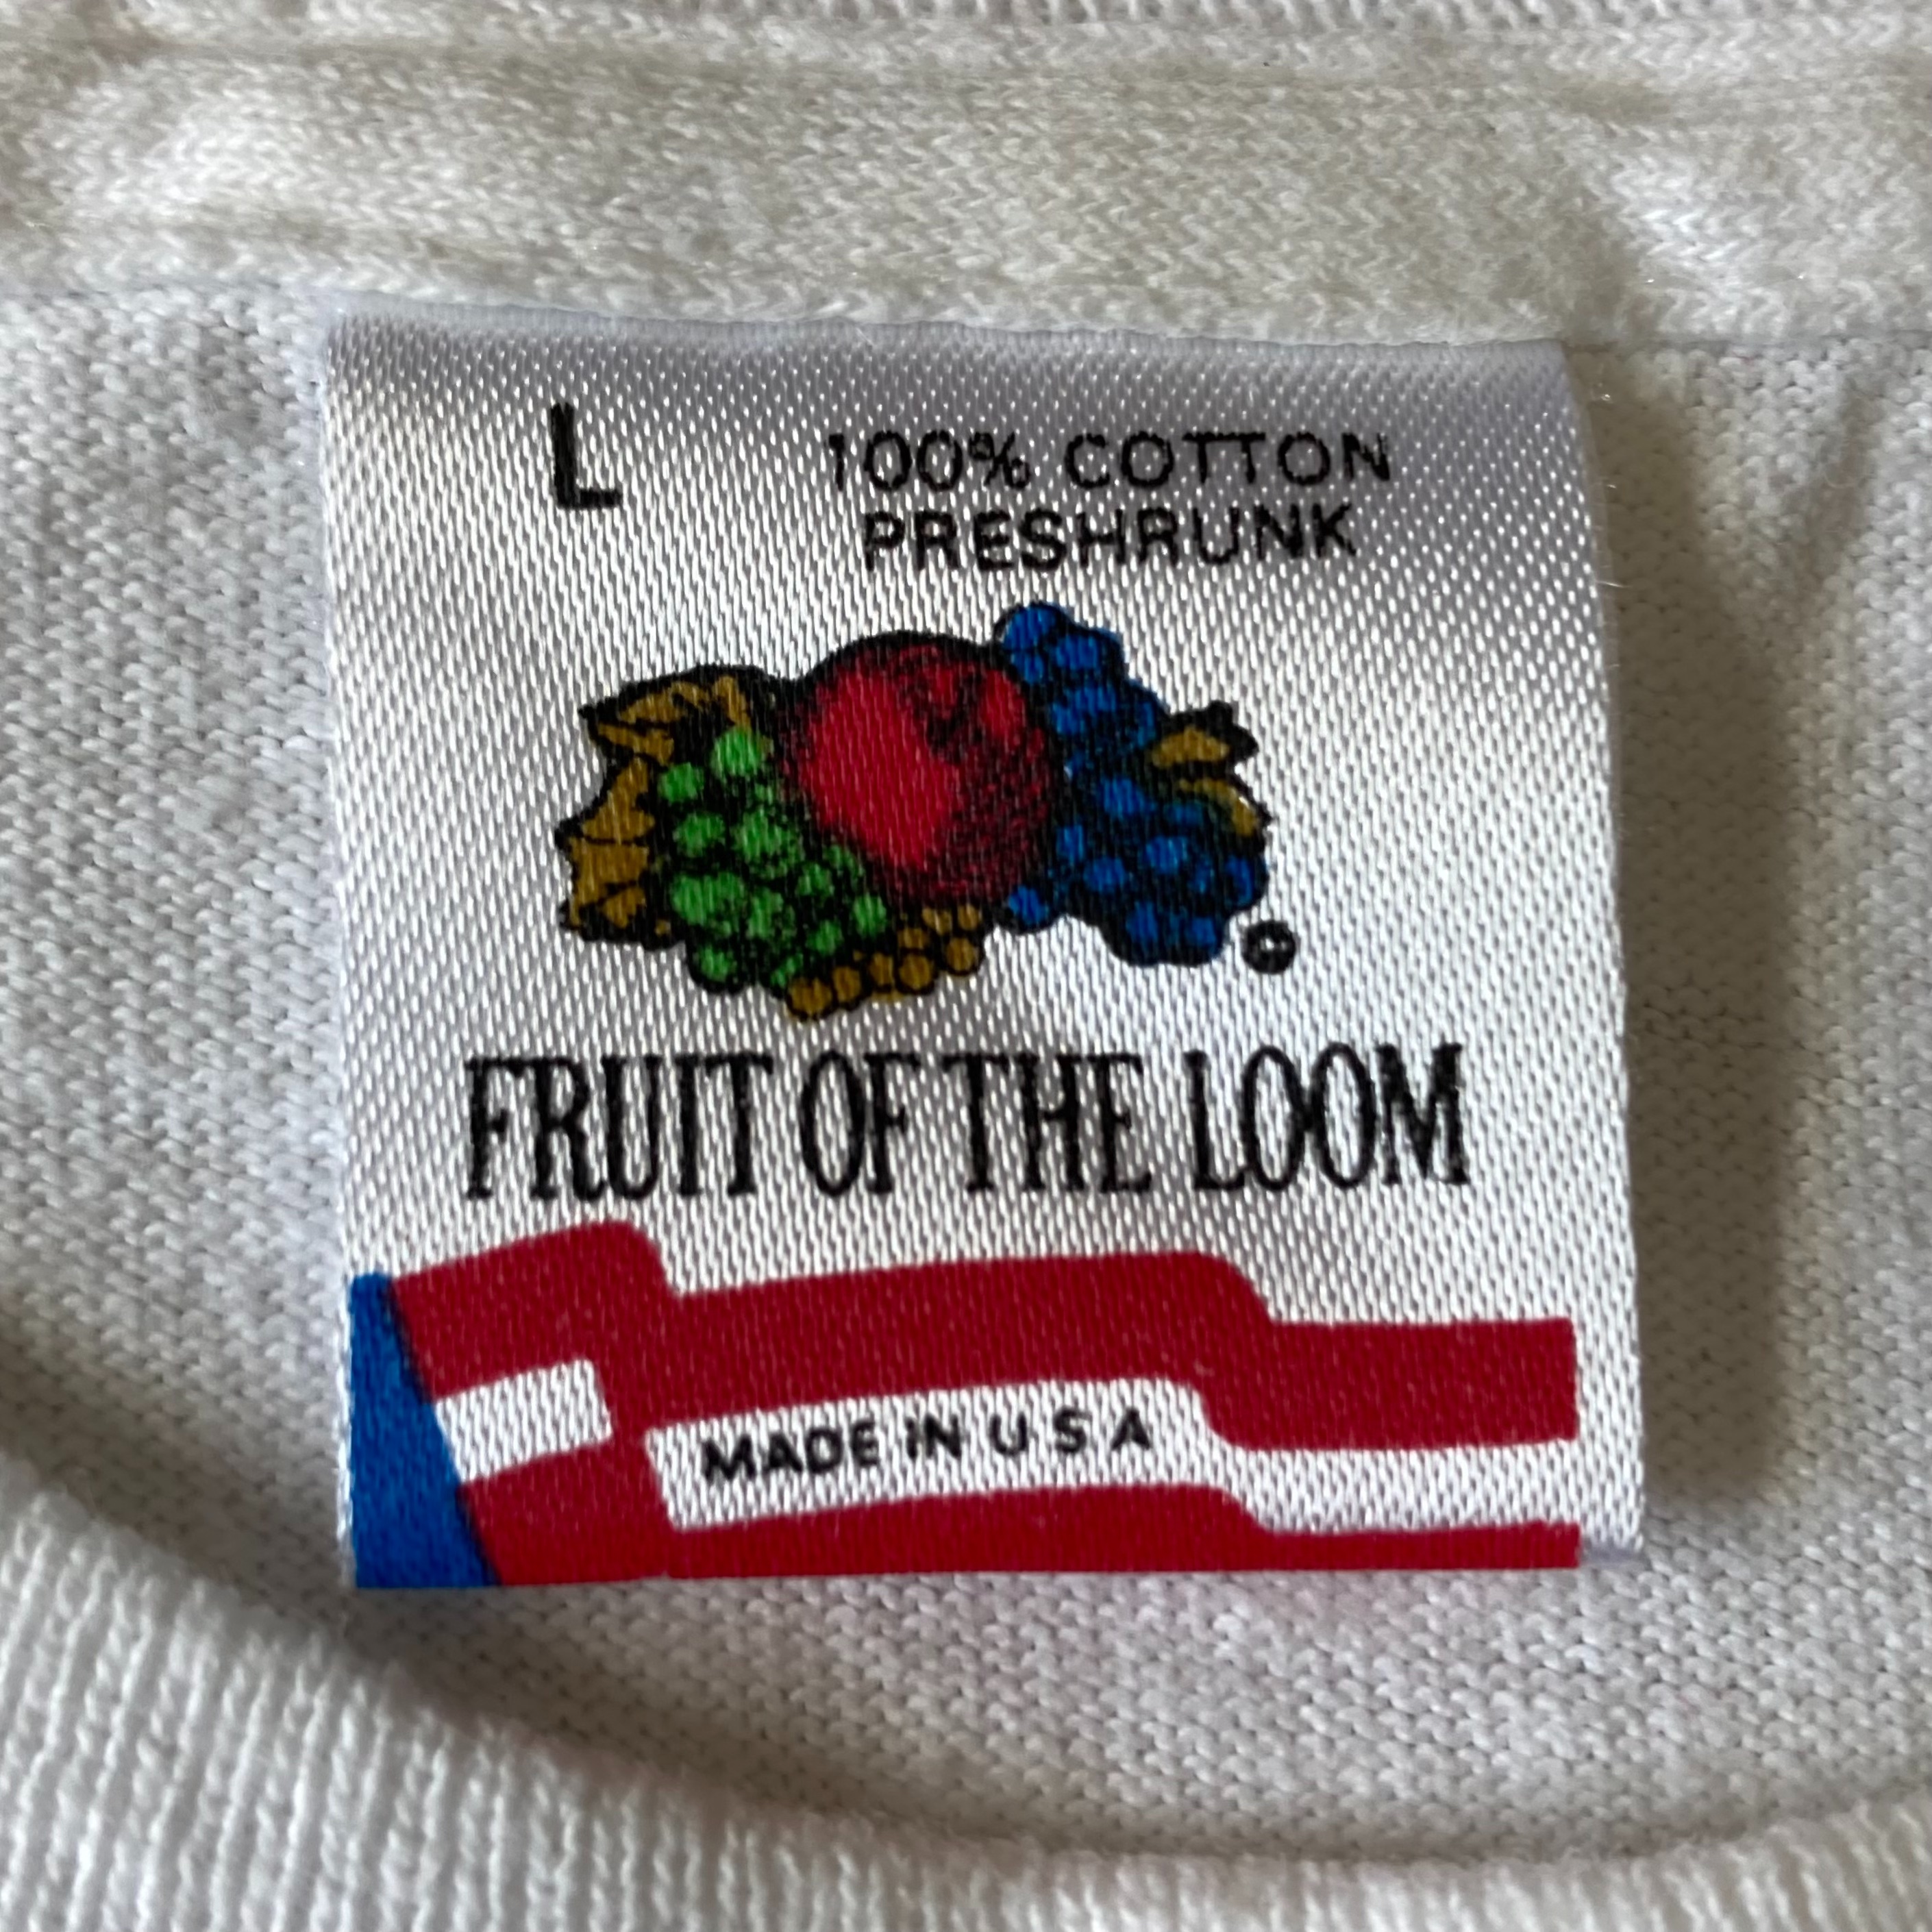 L 100% COTTON
PRESHRUNK
©
FRUIT OF THE LOOM
MADE IN U S A